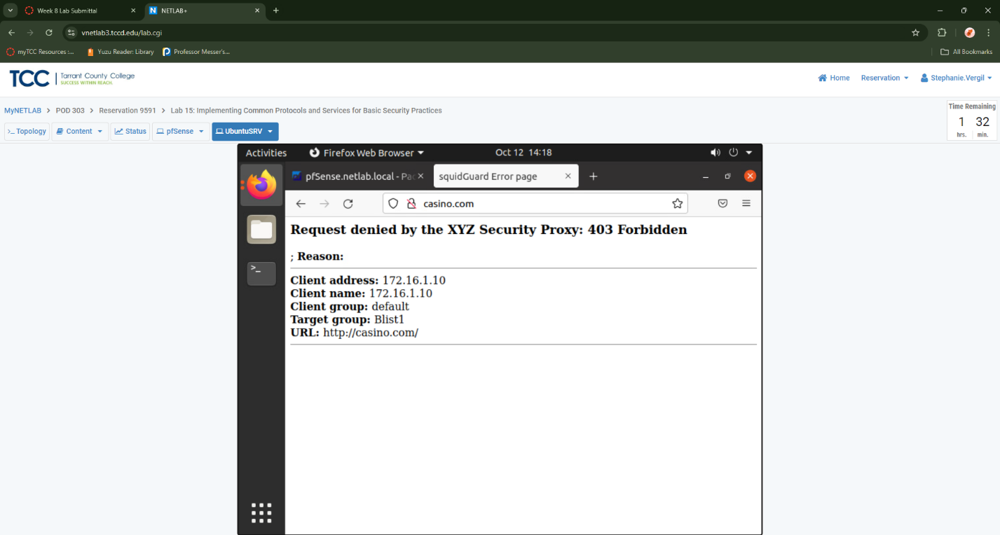 Week 8 Lab Submittal
NETLAB+
vnetlab3.tccd.edu/lab.cgi
myTCC Resources :...
Yuzu Reader: Library
Professor Messer's...
All Bookmarks
TCC
Tarrant County College
SUCCESS WITHIN REACH.
Home
Reservation
Stephanie.Vergil
MyNETLAB > POD 303 > Reservation 9591 > Lab 15: Implementing Common Protocols and Services for Basic Security Practices
Time Remaining
1 32
hrs. min.
>_ Topology
Content
Status
pfSense
UbuntuSRV
Activities
Firefox Web Browser
Oct 12 14:18
pfSense.netlab.local - Pac
squidGuard Error page
casino.com
Request denied by the XYZ Security Proxy: 403 Forbidden
; Reason:
Client address: 172.16.1.10
Client name: 172.16.1.10
Client group: default
Target group: Blist1
URL: http://casino.com/